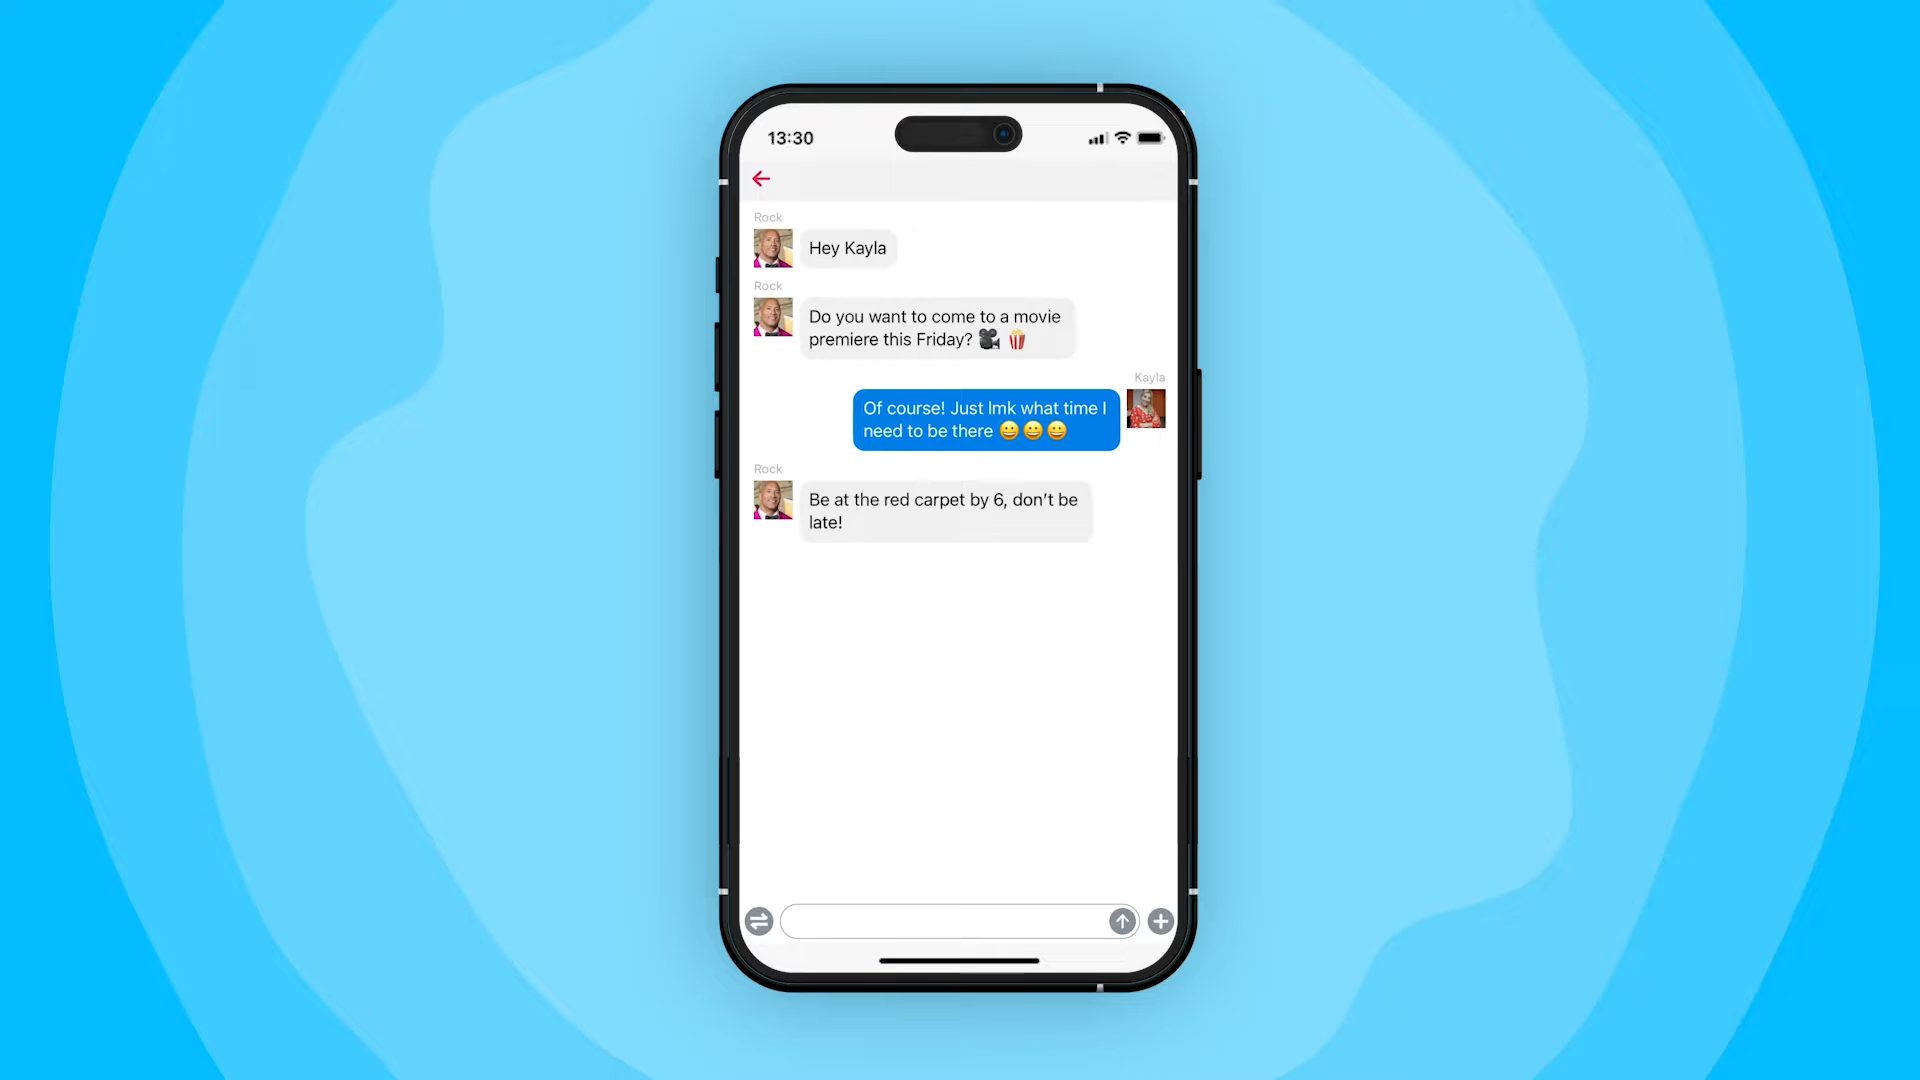 13:30
Rock
Hey Kayla
Rock
Do you want to come to a movie
premiere this Friday? 🎥 🍿
Kayla
Of course! Just lmk what time I
need to be there 😀😀😀
Rock
Be at the red carpet by 6, don’t be
late!